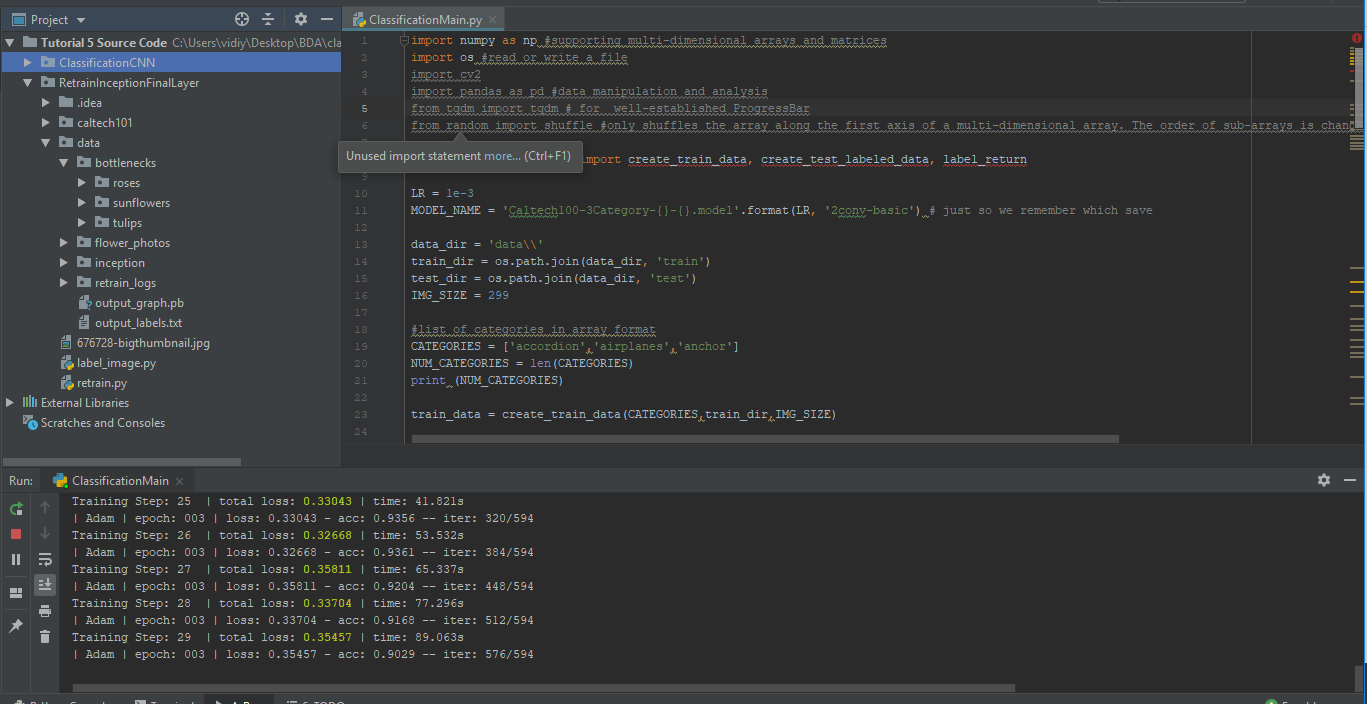 Project
ClassificationMain.py
Tutorial 5 Source Code C:\Users\vidiy\Desktop\BDA\cla
ClassificationCNN
RetrainInceptionFinalLayer
.idea
caltech101
data
bottlenecks
roses
sunflowers
tulips
flower_photos
inception
retrain_logs
output_graph.pb
output_labels.txt
676728-bigthumbnail.jpg
label_image.py
retrain.py
External Libraries
Scratches and Consoles
1 import numpy as np #supporting multi-dimensional arrays and matrices
2 import os #read or write a file
3 import cv2
4 import pandas as pd #data manipulation and analysis
5 from tqdm import tqdm # for  well-established ProgressBar
6 from random import shuffle #only shuffles the array along the first axis of a multi-dimensional array. The order of sub-arrays is chan
Unused import statement more... (Ctrl+F1)
import create_train_data, create_test_labeled_data, label_return
9
10 LR = 1e-3
11 MODEL_NAME = 'Caltech100-3Category-{}-{}.model'.format(LR, '2conv-basic') # just so we remember which save
12
13 data_dir = 'data\\'
14 train_dir = os.path.join(data_dir, 'train')
15 test_dir = os.path.join(data_dir, 'test')
16 IMG_SIZE = 299
17
18 #list of categories in array format
19 CATEGORIES = ['accordion','airplanes','anchor']
20 NUM_CATEGORIES = len(CATEGORIES)
21 print (NUM_CATEGORIES)
22
23 train_data = create_train_data(CATEGORIES,train_dir,IMG_SIZE)
24
Run: ClassificationMain
Training Step: 25  | total loss: 0.33043 | time: 41.821s
| Adam | epoch: 003 | loss: 0.33043 - acc: 0.9356 -- iter: 320/594
Training Step: 26  | total loss: 0.32668 | time: 53.532s
| Adam | epoch: 003 | loss: 0.32668 - acc: 0.9361 -- iter: 384/594
Training Step: 27  | total loss: 0.35811 | time: 65.337s
| Adam | epoch: 003 | loss: 0.35811 - acc: 0.9204 -- iter: 448/594
Training Step: 28  | total loss: 0.33704 | time: 77.296s
| Adam | epoch: 003 | loss: 0.33704 - acc: 0.9168 -- iter: 512/594
Training Step: 29  | total loss: 0.35457 | time: 89.063s
| Adam | epoch: 003 | loss: 0.35457 - acc: 0.9029 -- iter: 576/594